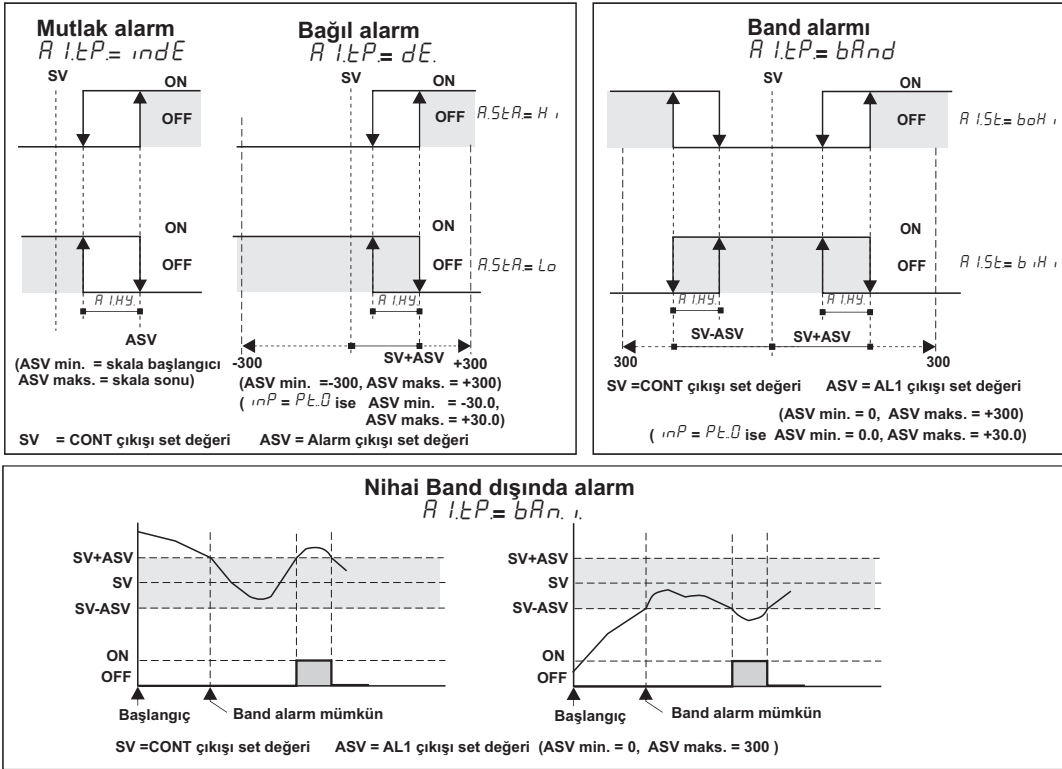 Mutlak alarm
A1.tP.= indE
SV
ON
OFF
ON
OFF
A1.HY.
ASV
(ASV min. = skala başlangıcı
ASV maks. = skala sonu)
Bağıl alarm
A1.tP.= dE.
SV
ON
OFF
A.StA.= Hi
ON
OFF
A.StA.= Lo
A1.HY.
-300
SV+ASV
+300
(ASV min. =-300, ASV maks. = +300)
( inP = Pt.0 ise ASV min. = -30.0,
ASV maks. = +30.0)
SV = CONT çıkışı set değeri ASV = Alarm çıkışı set değeri
Band alarmı
A1.tP.= bAnd
SV
ON
OFF
A1.St.= boHi
ON
OFF
A1.St.= biHi
A1.HY.
A1.HY.
SV-ASV
SV+ASV
300
300
SV =CONT çıkışı set değeri ASV = AL1 çıkışı set değeri
(ASV min. = 0, ASV maks. = +300)
( inP = Pt.0 ise ASV min. = 0.0, ASV maks. = +30.0)
Nihai Band dışında alarm
A1.tP.= bAn.i.
SV+ASV
SV
SV-ASV
ON
OFF
Başlangıç
Band alarm mümkün
SV+ASV
SV
SV-ASV
ON
OFF
Başlangıç
Band alarm mümkün
SV =CONT çıkışı set değeri ASV = AL1 çıkışı set değeri (ASV min. = 0, ASV maks. = 300 )